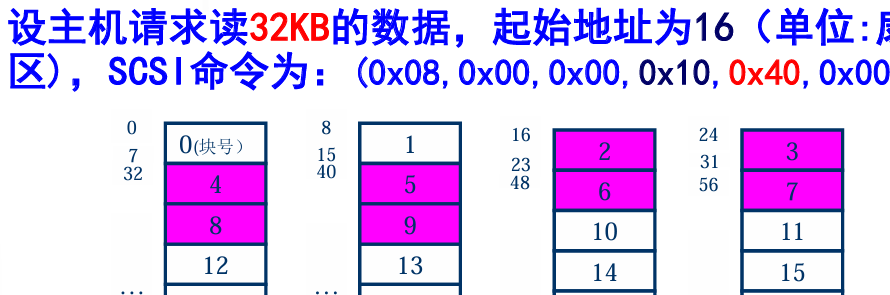 设主机请求读32KB的数据，起始地址为16（单位:扇
区），SCSI命令为：(0x08,0x00,0x00,0x10,0x40,0x00
0 0(块号） 8 1 16 2 24 3
7 15 23 31
32 4 40 5 48 6 56 7
8 9 10 11
12 13 14 15
... ...